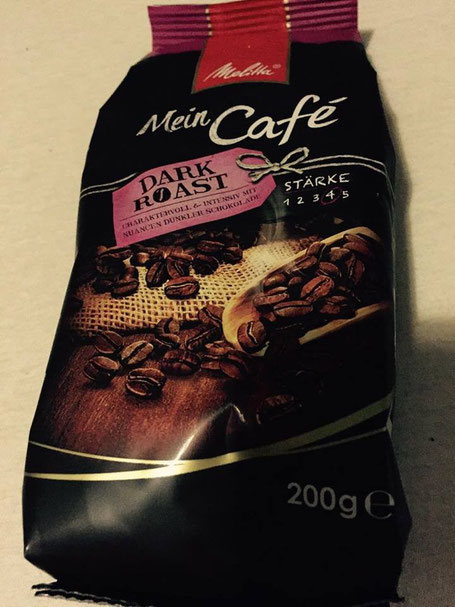 Melitta®
Mein Café
DARK
ROAST
CHARAKTERVOLL & INTENSIV MIT
NUANCEN DUNKLER SCHOKOLADE
STÄRKE
1 2 3 4 5
200g ℮